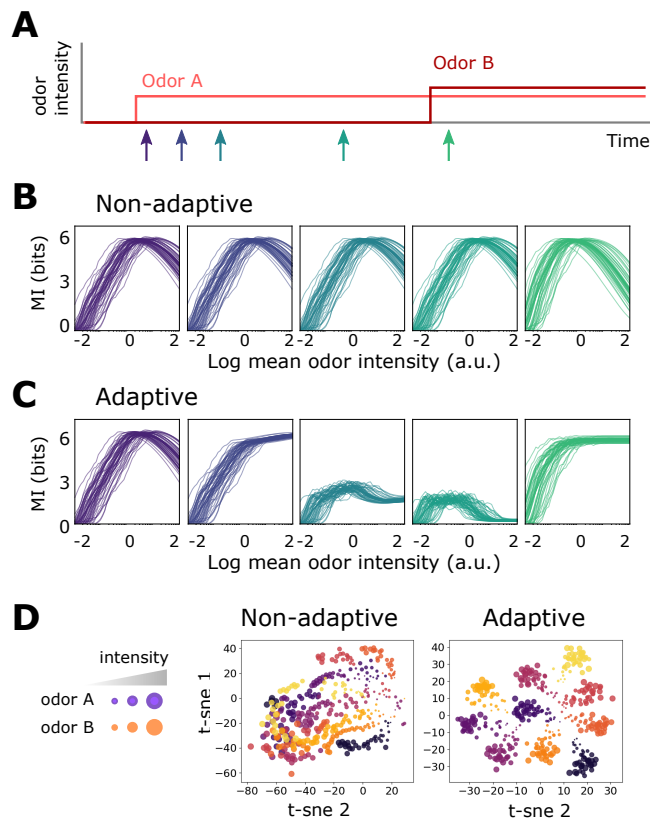 A
odor
intensity
Odor A
Odor B
Time
B
Non-adaptive
MI (bits)
6
3
0
-2 0 2 -2 0 2 -2 0 2 -2 0 2 -2 0 2
Log mean odor intensity (a.u.)
C
Adaptive
MI (bits)
6
3
0
-2 0 2 -2 0 2 -2 0 2 -2 0 2 -2 0 2
Log mean odor intensity (a.u.)
D
intensity
odor A
odor B
Non-adaptive
t-sne 1
40
20
0
−20
−40
−60
−80 −60 −40 −20 0 20
t-sne 2
Adaptive
40
30
20
10
0
−10
−20
−30
−30 −20 −10 0 10 20 30
t-sne 2